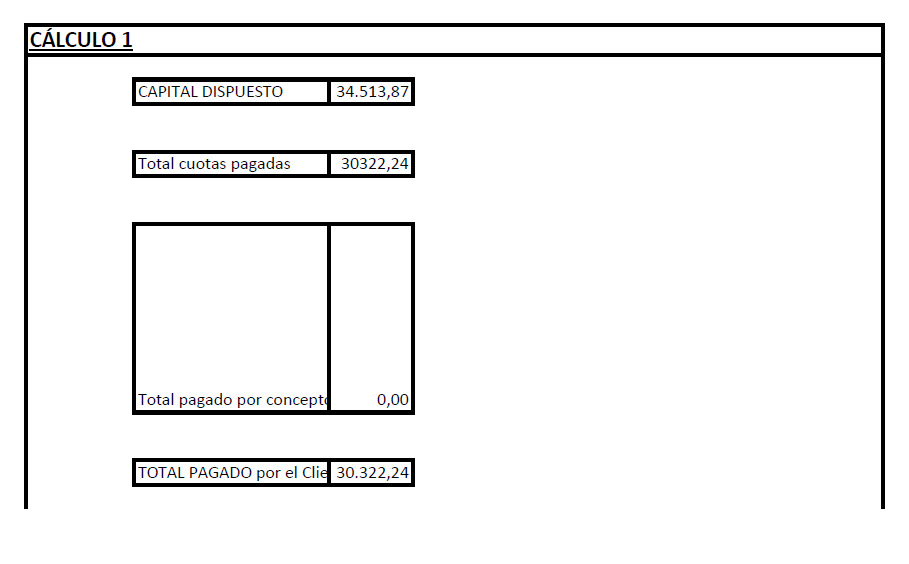 CÁLCULO 1
CAPITAL DISPUESTO 34.513,87
Total cuotas pagadas 30322,24
Total pagado por concepto 0,00
TOTAL PAGADO por el Clie 30.322,24